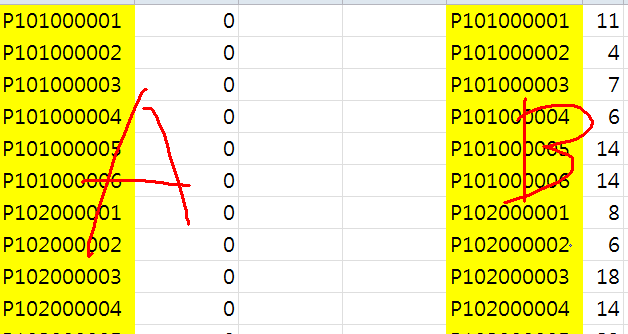 P101000001 0 P101000001 11
P101000002 0 P101000002 4
P101000003 0 P101000003 7
P101000004 0 P101000004 6
P101000005 0 P101000005 14
P101000006 0 P101000006 14
P102000001 0 P102000001 8
P102000002 0 P102000002 6
P102000003 0 P102000003 18
P102000004 0 P102000004 14
A B